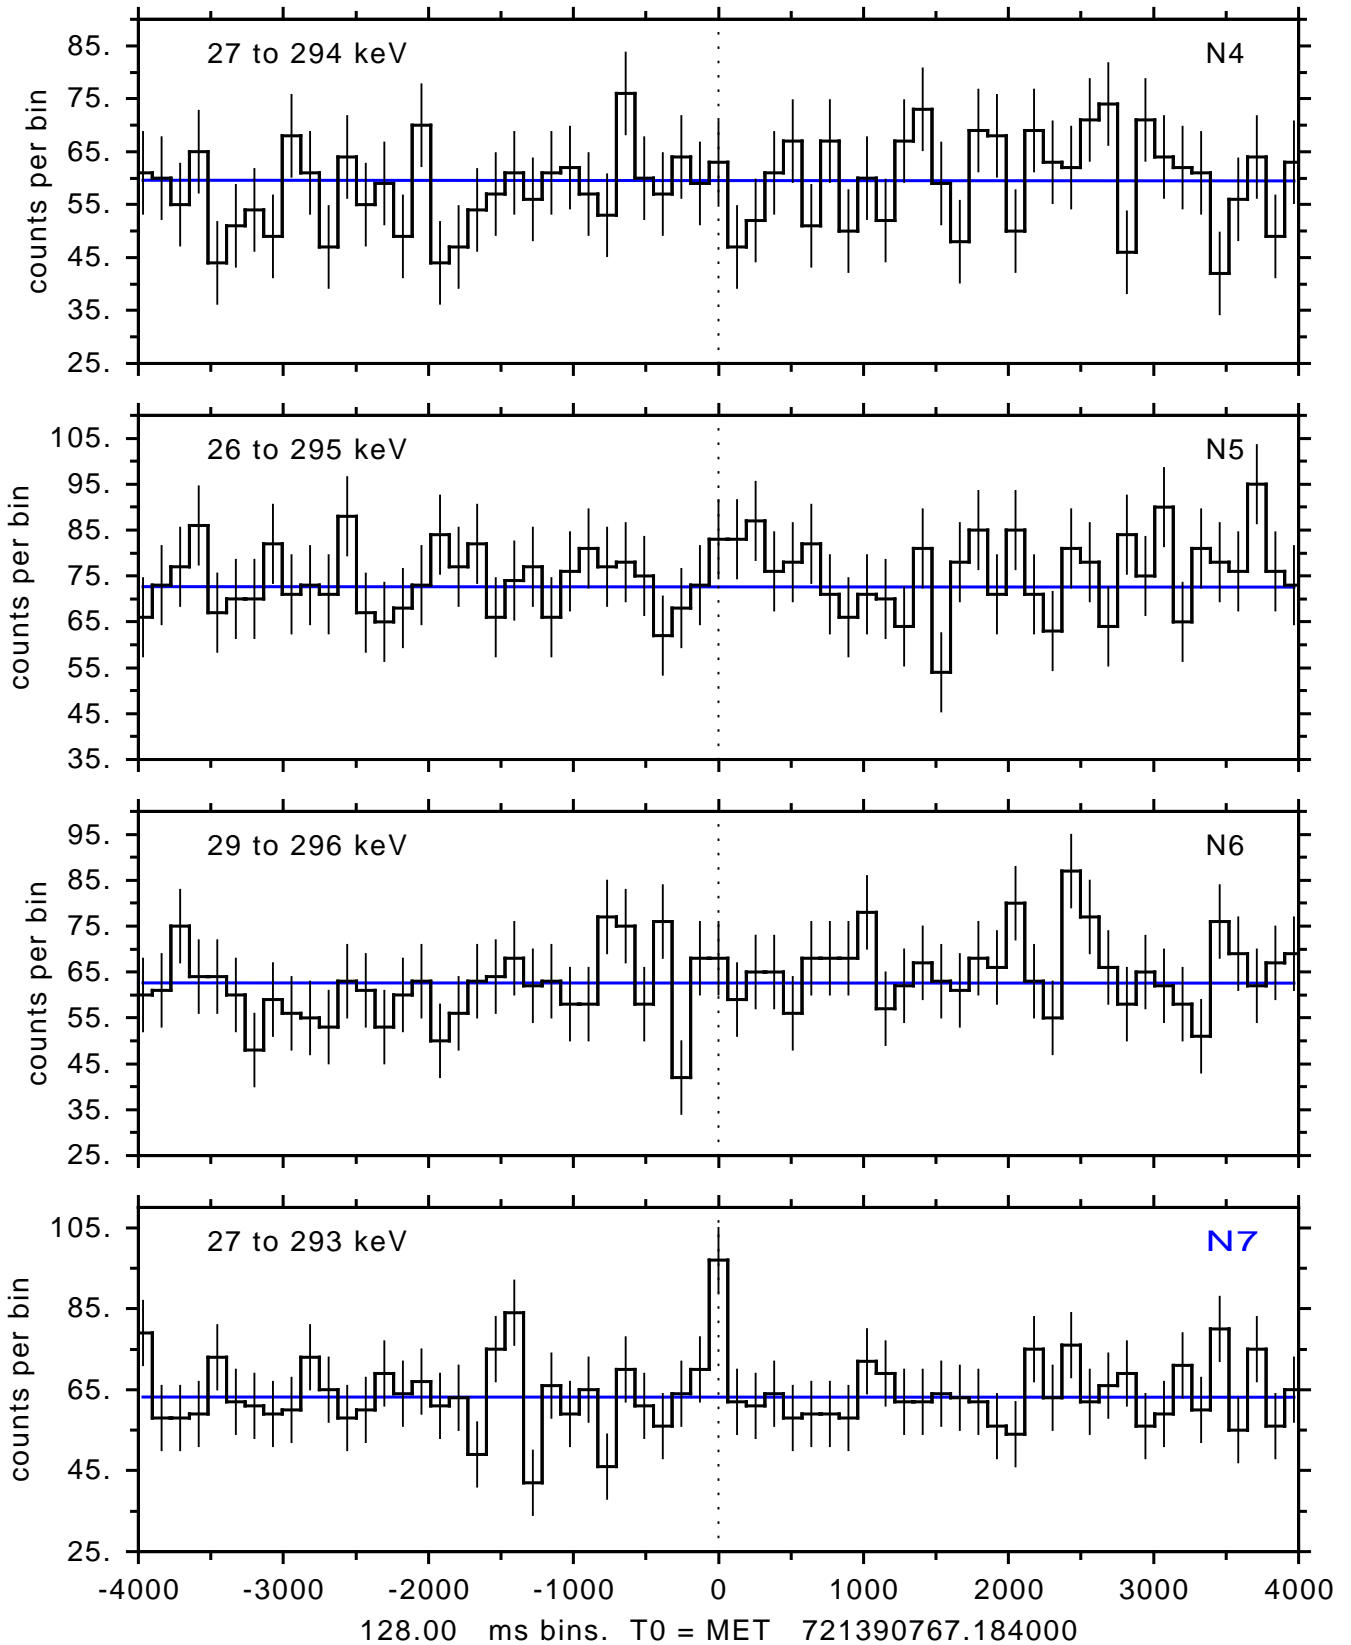 27 to 294 keV N4
85.
75.
65.
55.
45.
35.
25.
counts per bin
26 to 295 keV N5
105.
95.
85.
75.
65.
55.
45.
35.
counts per bin
29 to 296 keV N6
95.
85.
75.
65.
55.
45.
35.
25.
counts per bin
27 to 293 keV N7
105.
85.
65.
45.
25.
counts per bin
-4000 -3000 -2000 -1000 0 1000 2000 3000 4000
128.00 ms bins. T0 = MET 721390767.184000